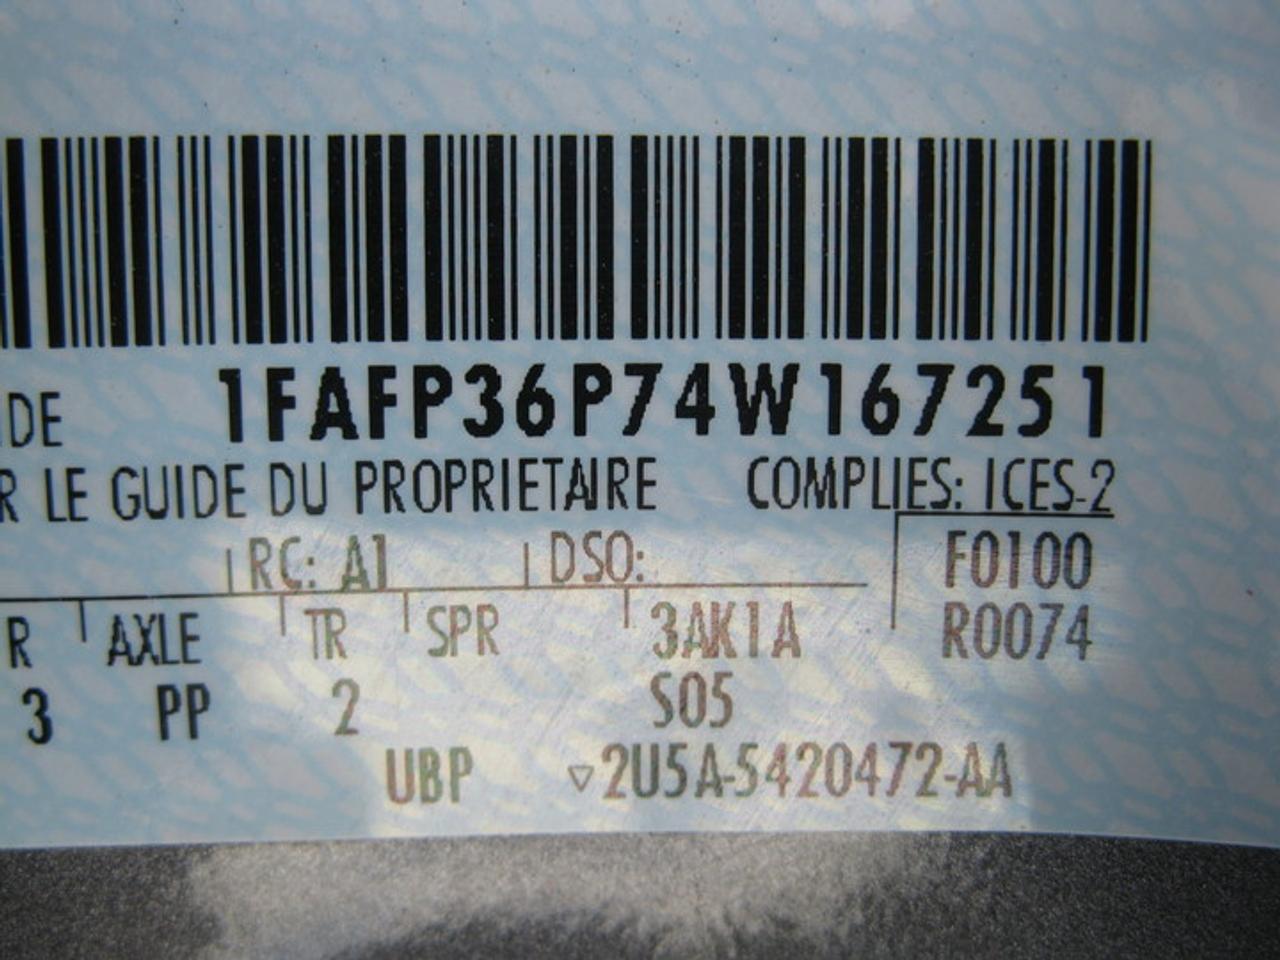 IDE 1FAFP36P74W167251
R LE GUIDE DU PROPRIETAIRE COMPLIES: ICES-2
RC: A1 DSO: F0100
R AXLE TR SPR 3AK1A R0074
3 PP 2 S05
UBP ▽2U5A-5420472-AA